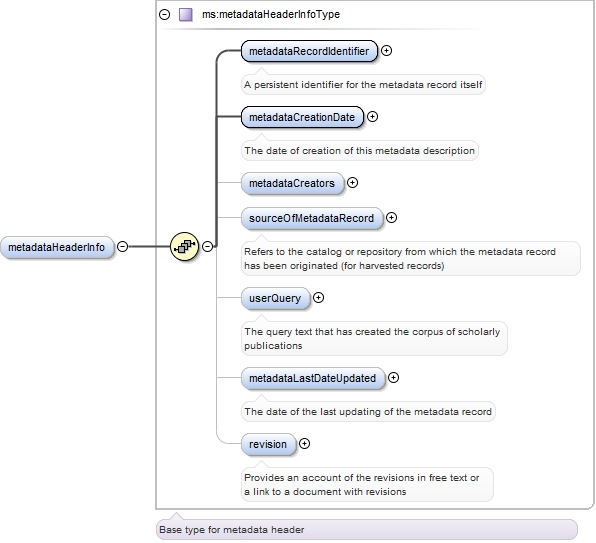 ms:metadataHeaderInfoType
metadataRecordIdentifier
A persistent identifier for the metadata record itself
metadataCreationDate
The date of creation of this metadata description
metadataCreators
sourceOfMetadataRecord
metadataHeaderInfo
Refers to the catalog or repository from which the metadata record
has been originated (for harvested records)
userQuery
The query text that has created the corpus of scholarly
publications
metadataLastDateUpdated
The date of the last updating of the metadata record
revision
Provides an account of the revisions in free text or
a link to a document with revisions
Base type for metadata header